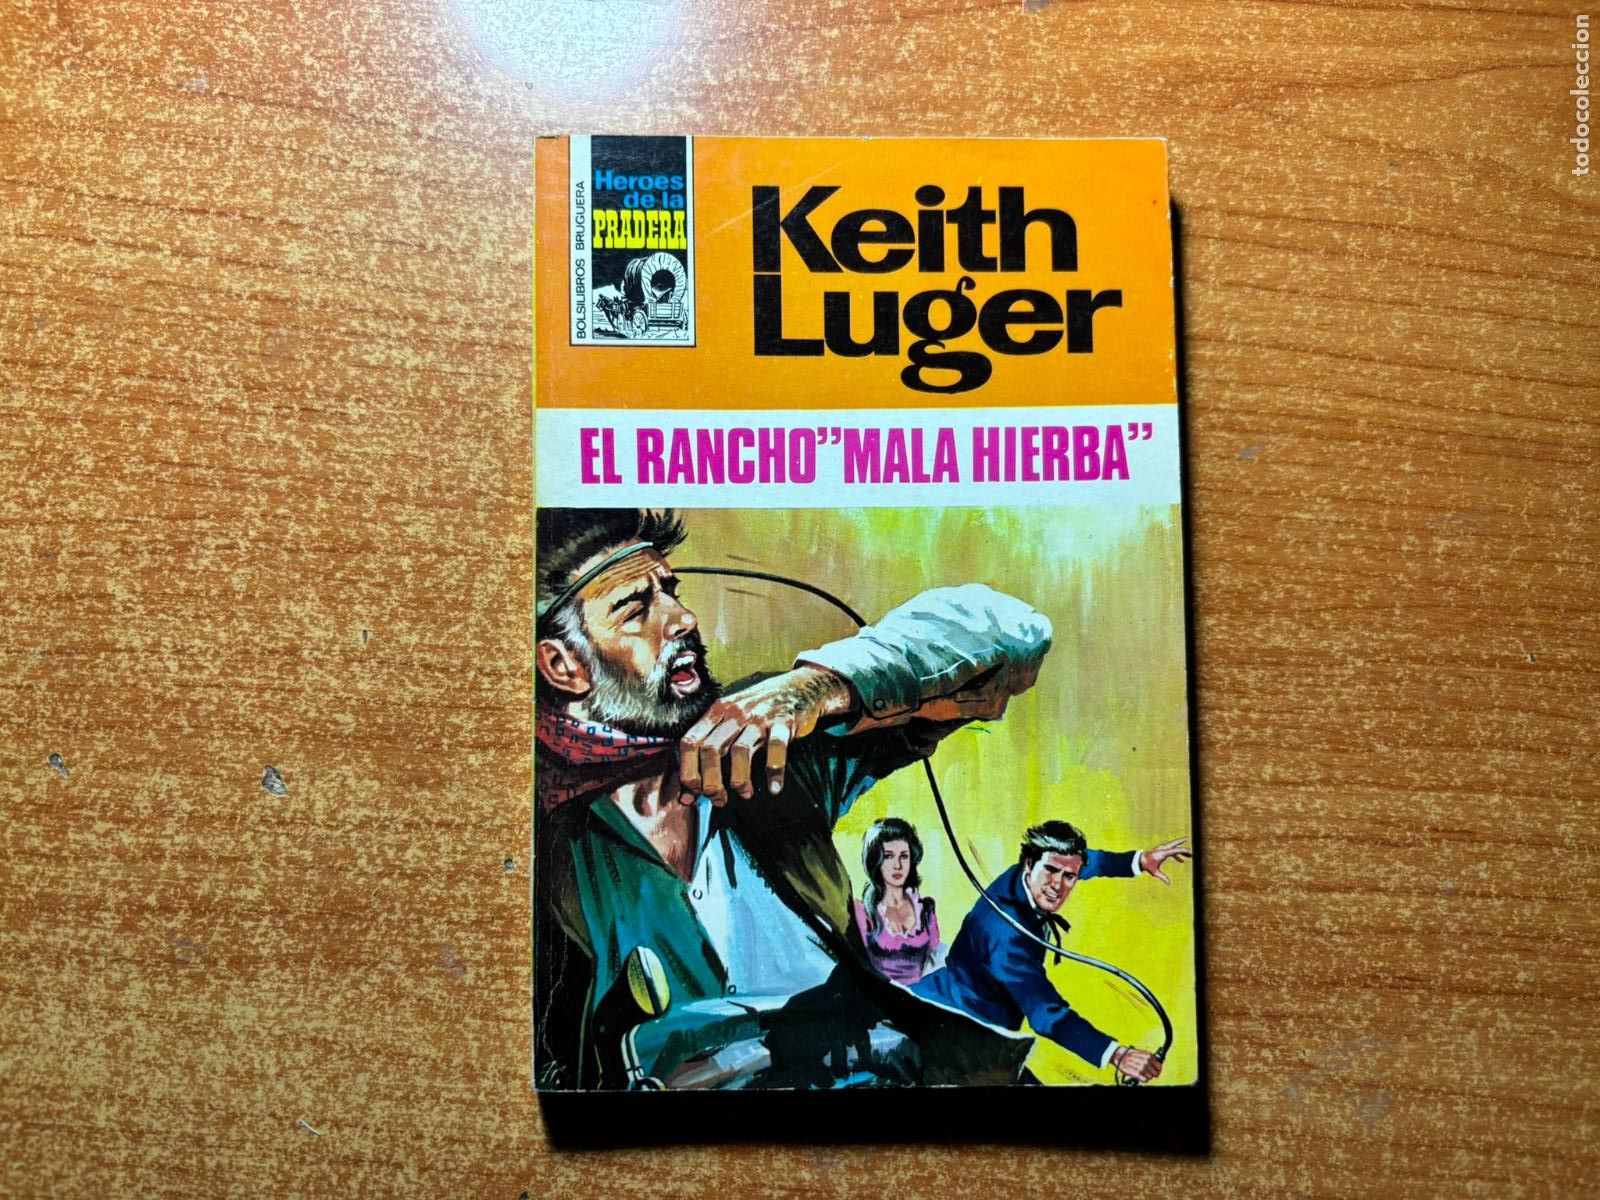 Heroes
de la
PRADERA
BOLSILIBROS BRUGUERA
Keith
Luger
EL RANCHO”MALA HIERBA”
todocoleccion